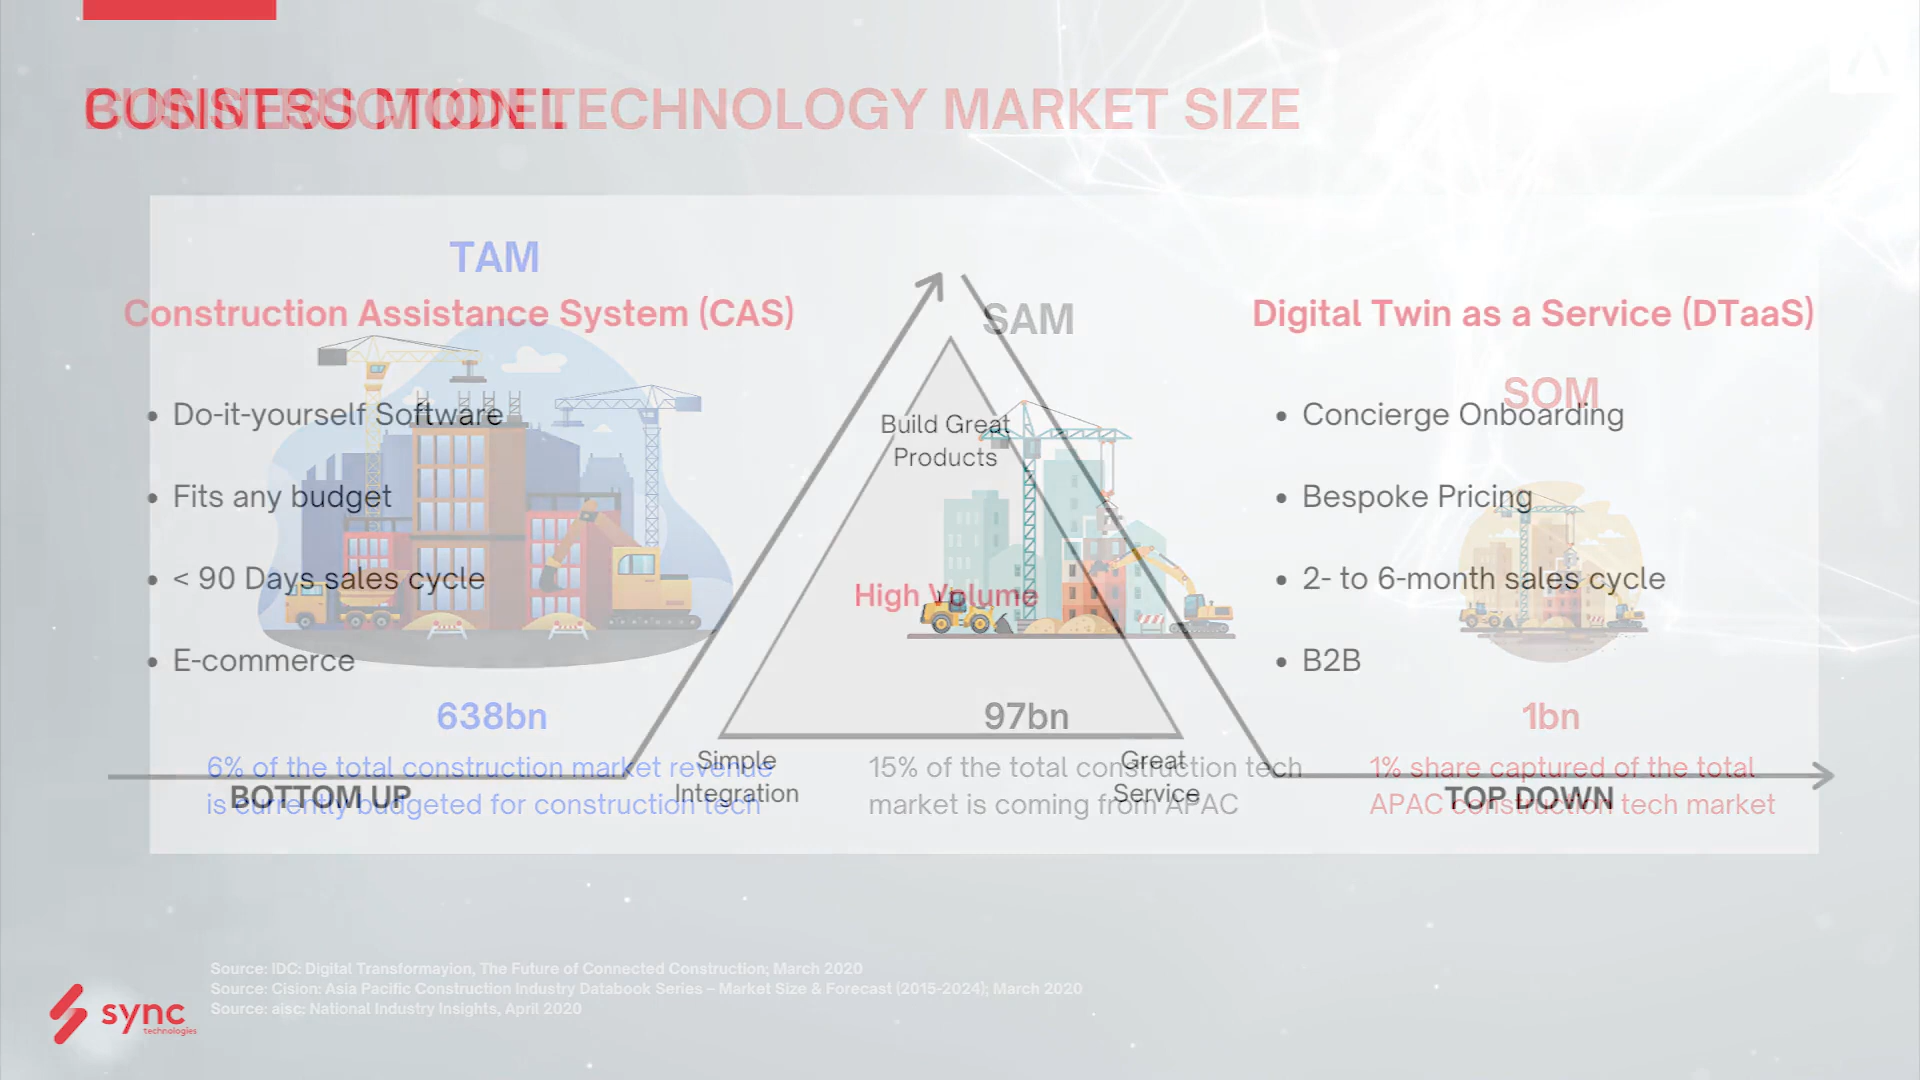 BUSINESS MODEL
CONSTRUCTION TECHNOLOGY MARKET SIZE
TAM
Construction Assistance System (CAS)
SAM
Digital Twin as a Service (DTaaS)
SOM
• Do-it-yourself Software
• Fits any budget
• < 90 Days sales cycle
• E-commerce
Build Great
Products
High Volume
• Concierge Onboarding
• Bespoke Pricing
• 2- to 6-month sales cycle
• B2B
638bn
6% of the total construction market revenue
is currently budgeted for construction tech
97bn
15% of the total construction tech
market is coming from APAC
1bn
1% share captured of the total
APAC construction tech market
Simple
Integration
Great
Service
BOTTOM UP
TOP DOWN
Source: IDC: Digital Transformayion, The Future of Connected Construction; March 2020
Source: Cision: Asia Pacific Construction Industry Databook Series – Market Size & Forecast (2015-2024); March 2020
Source: aisc: National Industry Insights, April 2020
sync
technologies